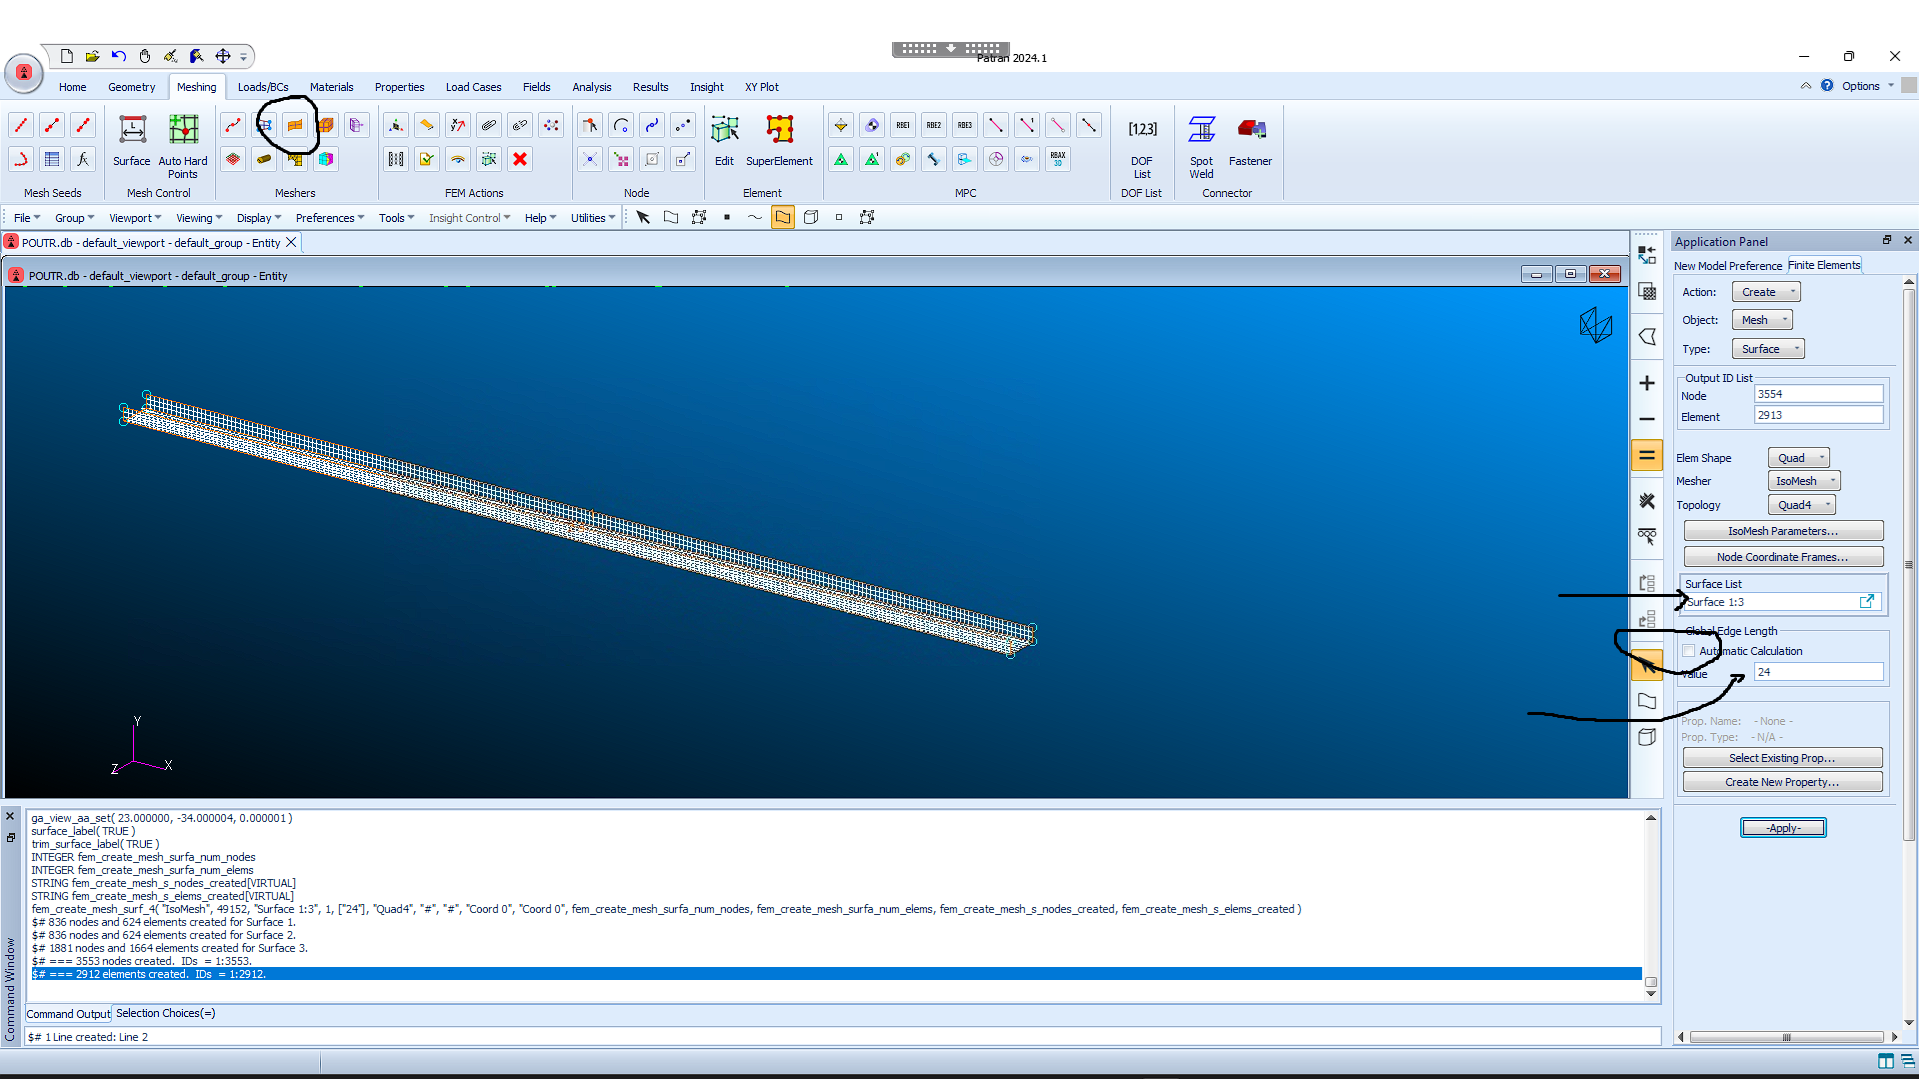 Patran 2024.1
Home Geometry Meshing Loads/BCs Materials Properties Load Cases Fields Analysis Results Insight XY Plot Options
RBE1 RBE2 RBE3
RBAX 3D
Surface Auto Hard Points Edit SuperElement [1,2,3] DOF List Spot Weld Fastener
Mesh Seeds Mesh Control Meshers FEM Actions Node Element MPC DOF List Connector
File Group Viewport Viewing Display Preferences Tools Insight Control Help Utilities
POUTR.db - default_viewport - default_group - Entity
POUTR.db - default_viewport - default_group - Entity
Y
Z X
Application Panel
New Model Preference Finite Elements
Action: Create
Object: Mesh
Type: Surface
Output ID List
Node 3554
Element 2913
Elem Shape Quad
Mesher IsoMesh
Topology Quad4
IsoMesh Parameters...
Node Coordinate Frames...
Surface List
Surface 1:3
Global Edge Length
Automatic Calculation
Value 24
Prop. Name: - None -
Prop. Type: - N/A -
Select Existing Prop...
Create New Property...
-Apply-
ga_view_aa_set( 23.000000, -34.000004, 0.000001 )
surface_label( TRUE )
trim_surface_label( TRUE )
INTEGER fem_create_mesh_surfa_num_nodes
INTEGER fem_create_mesh_surfa_num_elems
STRING fem_create_mesh_s_nodes_created[VIRTUAL]
STRING fem_create_mesh_s_elems_created[VIRTUAL]
fem_create_mesh_surf_4( "IsoMesh", 49152, "Surface 1:3", 1, ["24"], "Quad4", "#", "#", "Coord 0", "Coord 0", fem_create_mesh_surfa_num_nodes, fem_create_mesh_surfa_num_elems, fem_create_mesh_s_nodes_created, fem_create_mesh_s_elems_created )
$# 836 nodes and 624 elements created for Surface 1.
$# 836 nodes and 624 elements created for Surface 2.
$# 1881 nodes and 1664 elements created for Surface 3.
$# === 3553 nodes created. IDs = 1:3553.
$# === 2912 elements created. IDs = 1:2912.
Command Window
Command Output Selection Choices(=)
$# 1 Line created: Line 2